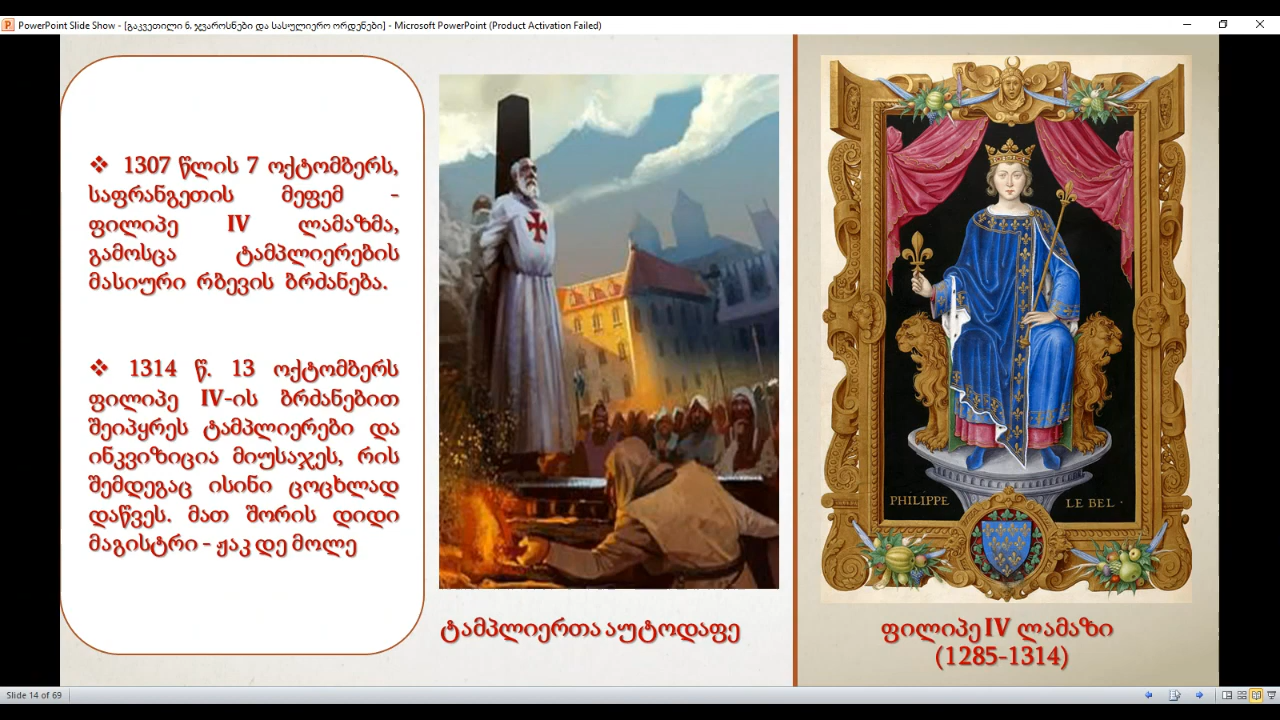 PowerPoint Slide Show - [გაკვეთილი 6. ჯვაროსნები და სასულიერო ორდენები] - Microsoft PowerPoint (Product Activation Failed)
❖ 1307 წლის 7 ოქტომბერს,
საფრანგეთის მეფემ -
ფილიპე IV ლამაზმა,
გამოსცა ტამპლიერების
მასიური რბევის ბრძანება.
❖ 1314 წ. 13 ოქტომბერს
ფილიპე IV-ის ბრძანებით
შეიპყრეს ტამპლიერები და
ინკვიზიცია მიუსაჯეს, რის
შემდეგაც ისინი ცოცხლად
დაწვეს. მათ შორის დიდი
მაგისტრი - ჟაკ დე მოლე
ტამპლიერთა აუტოდაფე
PHILIPPE LE BEL
ფილიპე IV ლამაზი
(1285-1314)
Slide 14 of 69